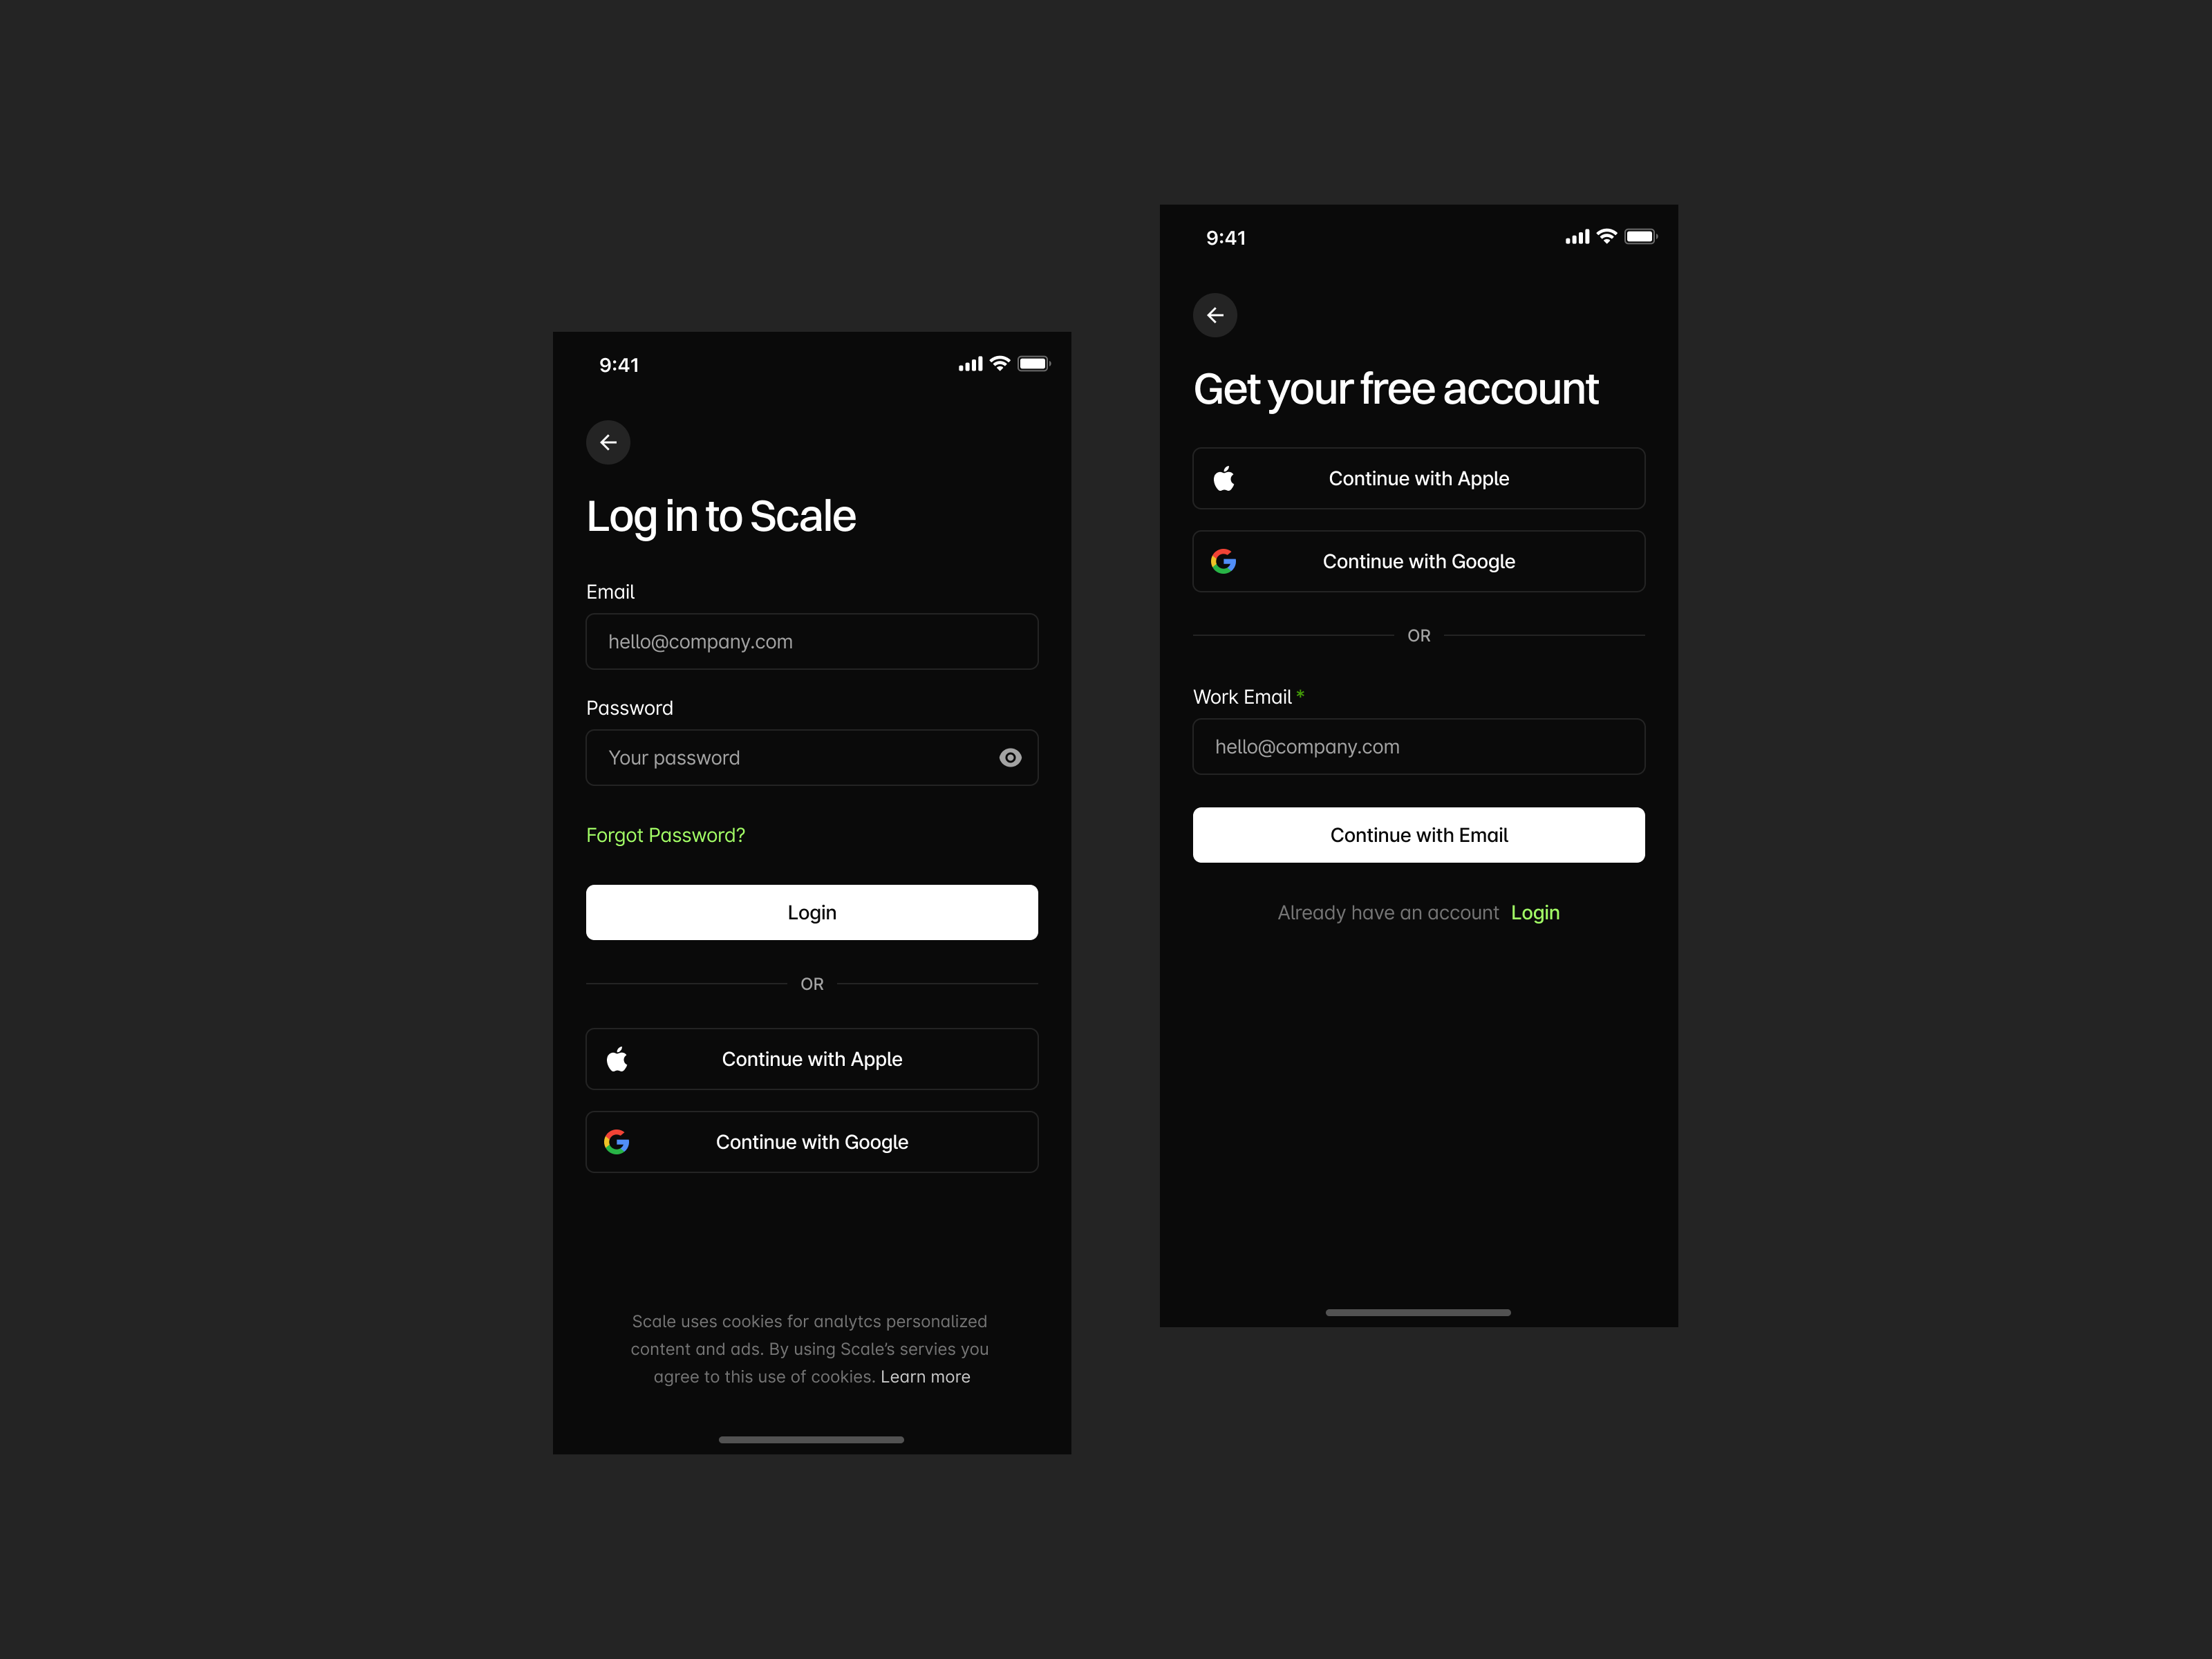 9:41
Log in to Scale
Email
hello@company.com
Password
Your password
Forgot Password?
Login
OR
Continue with Apple
Continue with Google
Scale uses cookies for analytcs personalized
content and ads. By using Scale’s servies you
agree to this use of cookies. Learn more
9:41
Get your free account
Continue with Apple
Continue with Google
OR
Work Email *
hello@company.com
Continue with Email
Already have an account Login